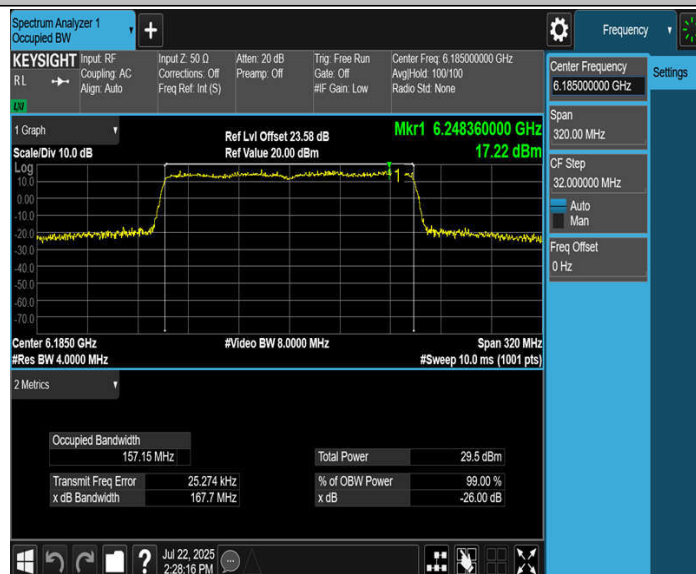 Spectrum Analyzer 1
Occupied BW
+
Frequency
KEYSIGHT
RL
Input: RF
Coupling: AC
Align: Auto
Input Z: 50 Ω
Corrections: Off
Freq Ref: Int (S)
Atten: 20 dB
Preamp: Off
Trig: Free Run
Gate: Off
#IF Gain: Low
Center Freq: 6.185000000 GHz
Avg|Hold: 100/100
Radio Std: None
1 Graph
Scale/Div 10.0 dB
Ref Lvl Offset 23.58 dB
Ref Value 20.00 dBm
Mkr1 6.248360000 GHz
17.22 dBm
Log
10.0
0.00
-10.0
-20.0
-30.0
-40.0
-50.0
-60.0
-70.0
1
Center 6.1850 GHz
#Video BW 8.0000 MHz
Span 320 MHz
#Res BW 4.0000 MHz
#Sweep 10.0 ms (1001 pts)
2 Metrics
Occupied Bandwidth
157.15 MHz
Total Power 29.5 dBm
Transmit Freq Error 25.274 kHz
% of OBW Power 99.00 %
x dB Bandwidth 167.7 MHz
x dB -26.00 dB
Center Frequency
6.185000000 GHz
Settings
Span
320.00 MHz
CF Step
32.000000 MHz
Auto
Man
Freq Offset
0 Hz
?
Jul 22, 2025
2:28:16 PM